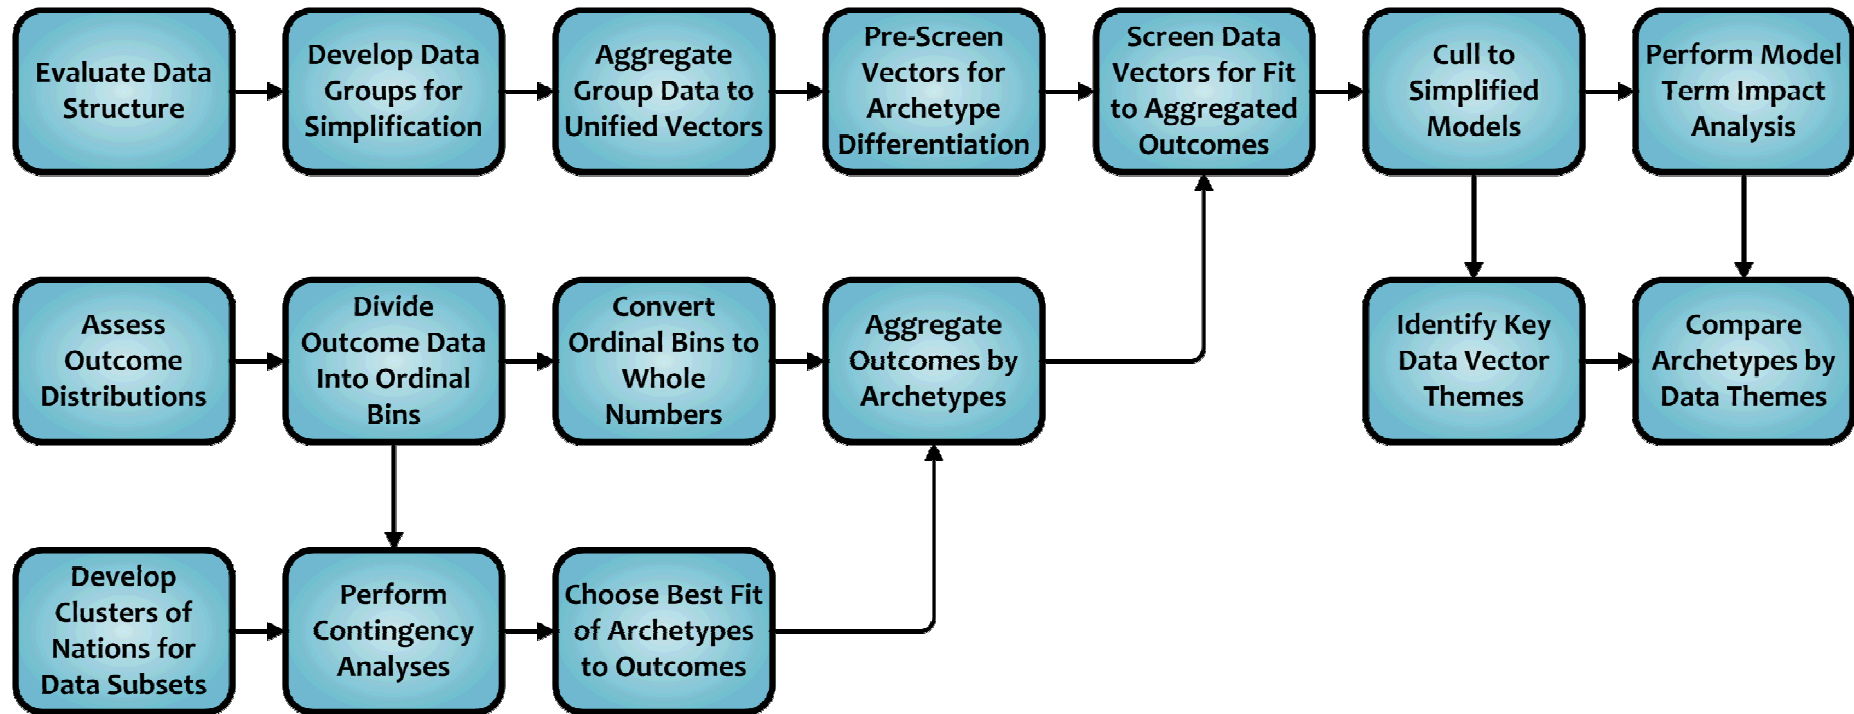 Evaluate Data
Structure
Develop Data
Groups for
Simplification
Aggregate
Group Data to
Unified Vectors
Pre-Screen
Vectors for
Archetype
Differentiation
Screen Data
Vectors for Fit
to Aggregated
Outcomes
Cull to
Simplified
Models
Perform Model
Term Impact
Analysis
Assess
Outcome
Distributions
Divide
Outcome Data
Into Ordinal
Bins
Convert
Ordinal Bins to
Whole
Numbers
Aggregate
Outcomes by
Archetypes
Identify Key
Data Vector
Themes
Compare
Archetypes by
Data Themes
Develop
Clusters of
Nations for
Data Subsets
Perform
Contingency
Analyses
Choose Best Fit
of Archetypes
to Outcomes